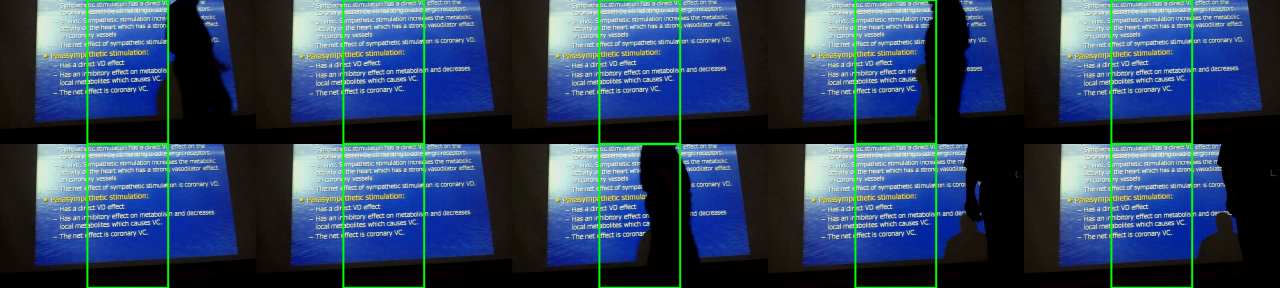 Sympathetic stimulation has a direct effect on the
coronary receptors.
Sympathetic stimulation increases the metabolic
activity of the heart which has a strong vasodilator effect
on coronary vessels
– The net effect of sympathetic stimulation is coronary VD.
Parasympathetic stimulation:
– Has a direct VD effect
– Has an inhibitory effect on metabolism and decreases
local metabolites which causes VC.
– The net effect is coronary VC.